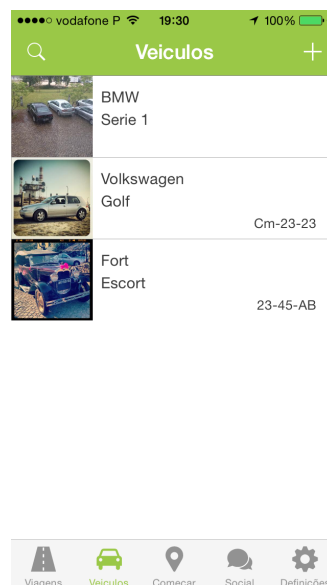 vodafone P 19:30 100%
Veiculos
BMW
Serie 1
Volkswagen
Golf
Cm-23-23
Fort
Escort
23-45-AB
Viagens Veiculos Começar Social Definições